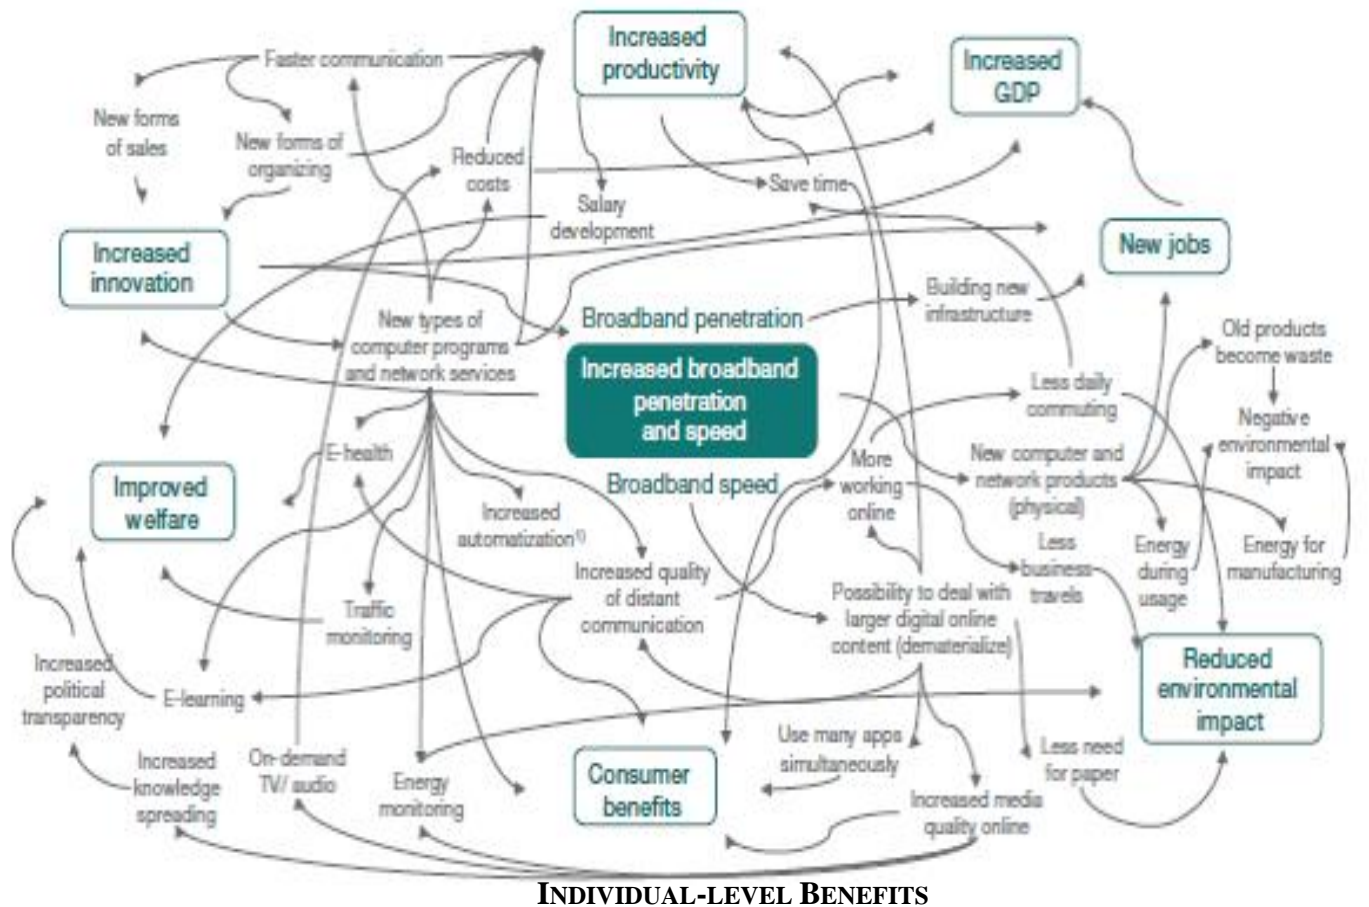 Increased
productivity
Increased
GDP
Faster communication
New forms
of sales
New forms of
organizing
Reduced
costs
Save time
Salary
development
Increased
innovation
New jobs
Building new
infrastructure
Broadband penetration
New types of
computer programs
and network services
Old products
become waste
Increased broadband
penetration
and speed
Less daily
commuting
Negative
environmental
impact
E-health
More
working
online
New computer and
network products
(physical)
Broadband speed
Improved
welfare
Increased
automatization¹⁾
Less
business
travels
Energy
during
usage
Energy for
manufacturing
Increased quality
of distant
communication
Possibility to deal with
larger digital online
content (dematerialize)
Traffic
monitoring
Increased
political
transparency
E-learning
Reduced
environmental
impact
Increased
knowledge
spreading
On-demand
TV/ audio
Energy
monitoring
Consumer
benefits
Use many apps
simultaneously
Less need
for paper
Increased media
quality online
INDIVIDUAL-LEVEL BENEFITS